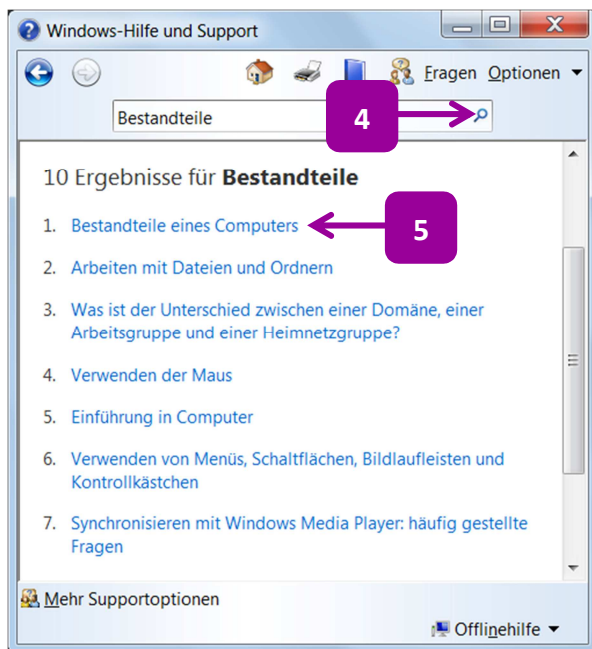 Windows-Hilfe und Support
Fragen Optionen
Bestandteile
4
10 Ergebnisse für Bestandteile
1. Bestandteile eines Computers
5
2. Arbeiten mit Dateien und Ordnern
3. Was ist der Unterschied zwischen einer Domäne, einer
Arbeitsgruppe und einer Heimnetzgruppe?
4. Verwenden der Maus
5. Einführung in Computer
6. Verwenden von Menüs, Schaltflächen, Bildlaufleisten und
Kontrollkästchen
7. Synchronisieren mit Windows Media Player: häufig gestellte
Fragen
Mehr Supportoptionen
Offlinehilfe